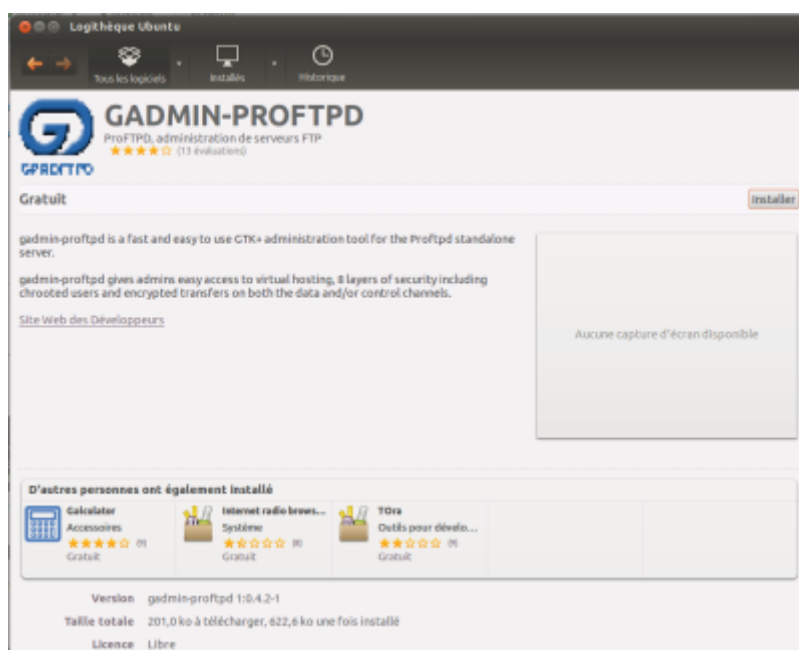 Logithèque Ubuntu
Tous les logiciels
Installés
Historique
GADMIN-PROFTPD
ProFTPD, administration de serveurs FTP
(13 évaluations)
GPROFTPD
Gratuit
Installer
gadmin-proftpd is a fast and easy to use GTK+ administration tool for the Proftpd standalone
server.
gadmin-proftpd gives admins easy access to virtual hosting, 8 layers of security including
chrooted users and encrypted transfers on both the data and/or control channels.
Site Web des Développeurs
Aucune capture d'écran disponible
D'autres personnes ont également installé
Galculator
Accessoires
Gratuit
Internet radio brows...
Système
Gratuit
TOra
Outils pour dévelo...
Gratuit
Version gadmin-proftpd 1:0.4.2-1
Taille totale 201,0 ko à télécharger, 622,6 ko une fois installé
Licence Libre